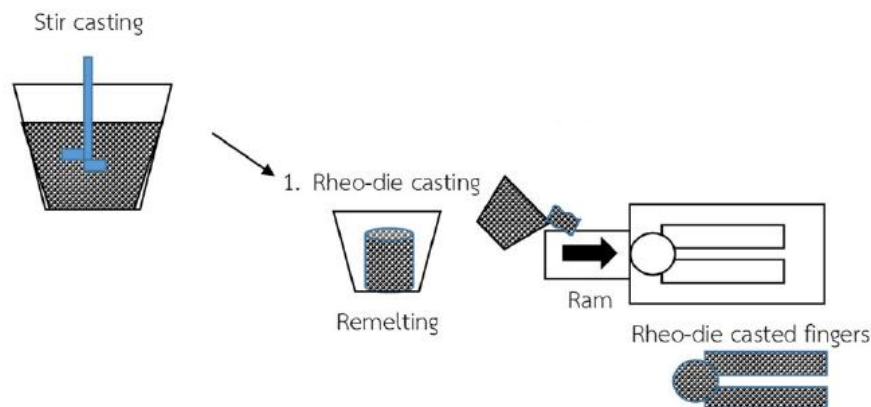 Stir casting
1. Rheo-die casting
Remelting
Ram
Rheo-die casted fingers